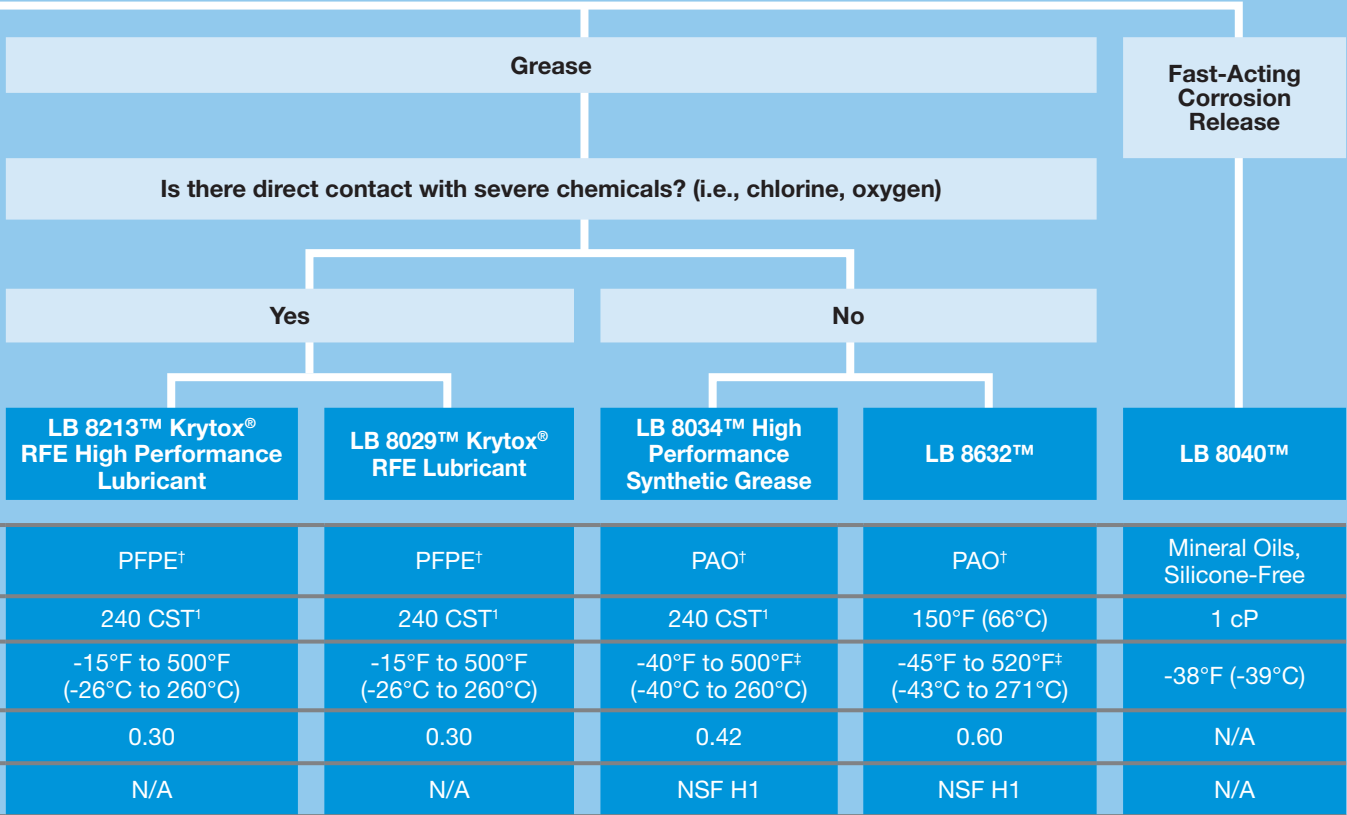 Grease
Fast-Acting
Corrosion
Release
Is there direct contact with severe chemicals? (i.e., chlorine, oxygen)
Yes
No
LB 8213™ Krytox®
RFE High Performance
Lubricant
LB 8029™ Krytox®
RFE Lubricant
LB 8034™ High
Performance
Synthetic Grease
LB 8632™
LB 8040™
PFPE†
PFPE†
PAO†
PAO†
Mineral Oils,
Silicone-Free
240 CST¹
240 CST¹
240 CST¹
150°F (66°C)
1 cP
-15°F to 500°F
(-26°C to 260°C)
-15°F to 500°F
(-26°C to 260°C)
-40°F to 500°F‡
(-40°C to 260°C)
-45°F to 520°F‡
(-43°C to 271°C)
-38°F (-39°C)
0.30
0.30
0.42
0.60
N/A
N/A
N/A
NSF H1
NSF H1
N/A